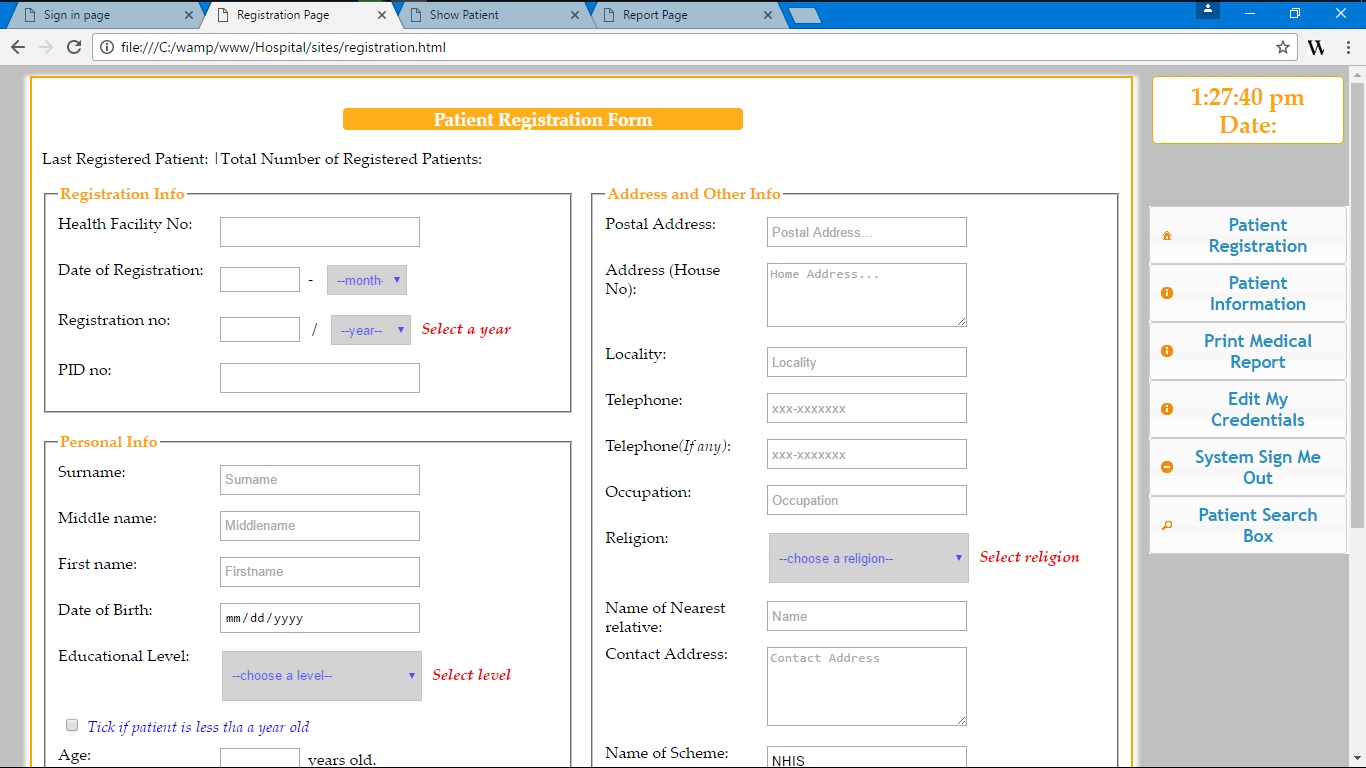 Sign in page
Registration Page
Show Patient
Report Page
file:///C:/wamp/www/Hospital/sites/registration.html
W
Patient Registration Form
Last Registered Patient: |Total Number of Registered Patients:
Registration Info
Health Facility No:
Date of Registration: - --month-
Registration no: / --year-- Select a year
PID no:
Personal Info
Surname: Surname
Middle name: Middlename
First name: Firstname
Date of Birth: mm/dd/yyyy
Educational Level: --choose a level-- Select level
Tick if patient is less tha a year old
Age: years old.
Address and Other Info
Postal Address: Postal Address...
Address (House
No):
Home Address...
Locality: Locality
Telephone: xxx-xxxxxxx
Telephone(If any): xxx-xxxxxxx
Occupation: Occupation
Religion: --choose a religion-- Select religion
Name of Nearest
relative:
Name
Contact Address: Contact Address
Name of Scheme: NHIS
1:27:40 pm
Date:
Patient
Registration
Patient
Information
Print Medical
Report
Edit My
Credentials
System Sign Me
Out
Patient Search
Box